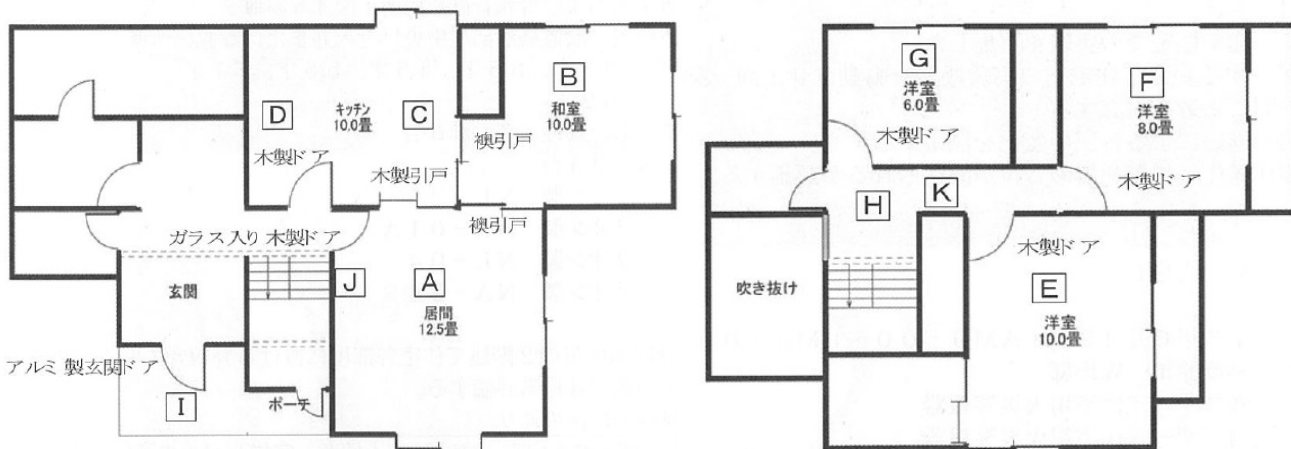 B
和室
10.0畳
D
キッチン
10.0畳
C
木製ドア
襖引戸
木製引戸
襖引戸
ガラス入り木製ドア
玄関
J
A
居間
12.5畳
アルミ製玄関ドア
I
ポーチ
G
洋室
6.0畳
F
洋室
8.0畳
木製ドア
木製ドア
H
K
木製ドア
吹き抜け
E
洋室
10.0畳